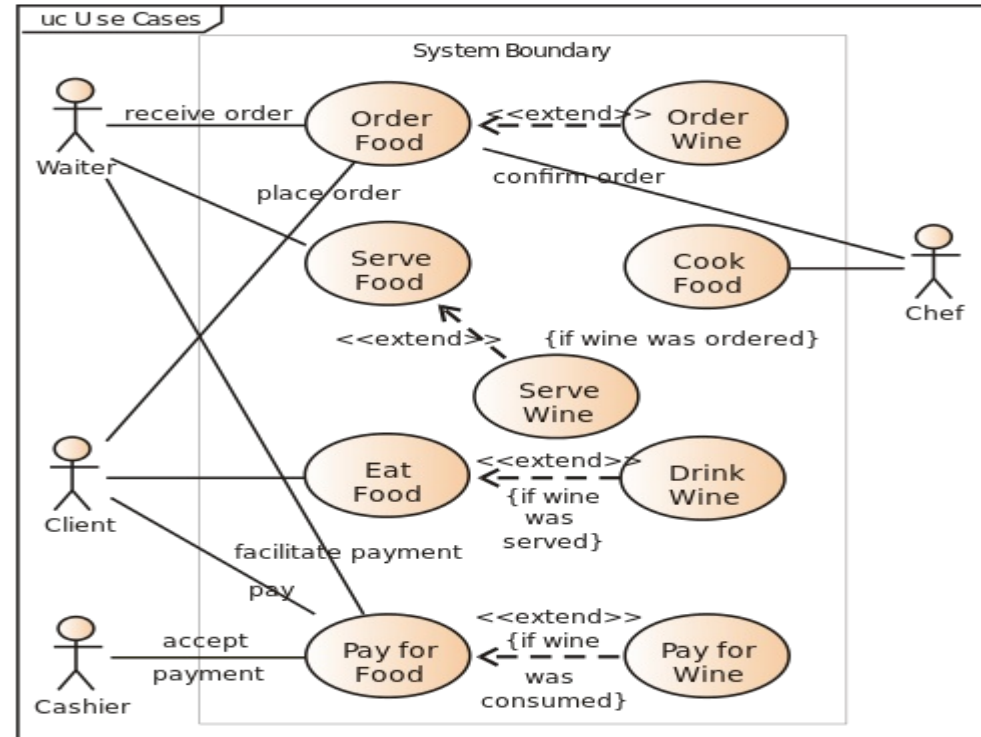 uc Use Cases
System Boundary
receive order
Order
Food
<<extend>>
Order
Wine
Waiter
place order
confirm order
Serve
Food
Cook
Food
Chef
<<extend>>
{if wine was ordered}
Serve
Wine
Client
Eat
Food
<<extend>>
{if wine
was
served}
Drink
Wine
facilitate payment
pay
Cashier
accept
payment
Pay for
Food
<<extend>>
{if wine
was
consumed}
Pay for
Wine